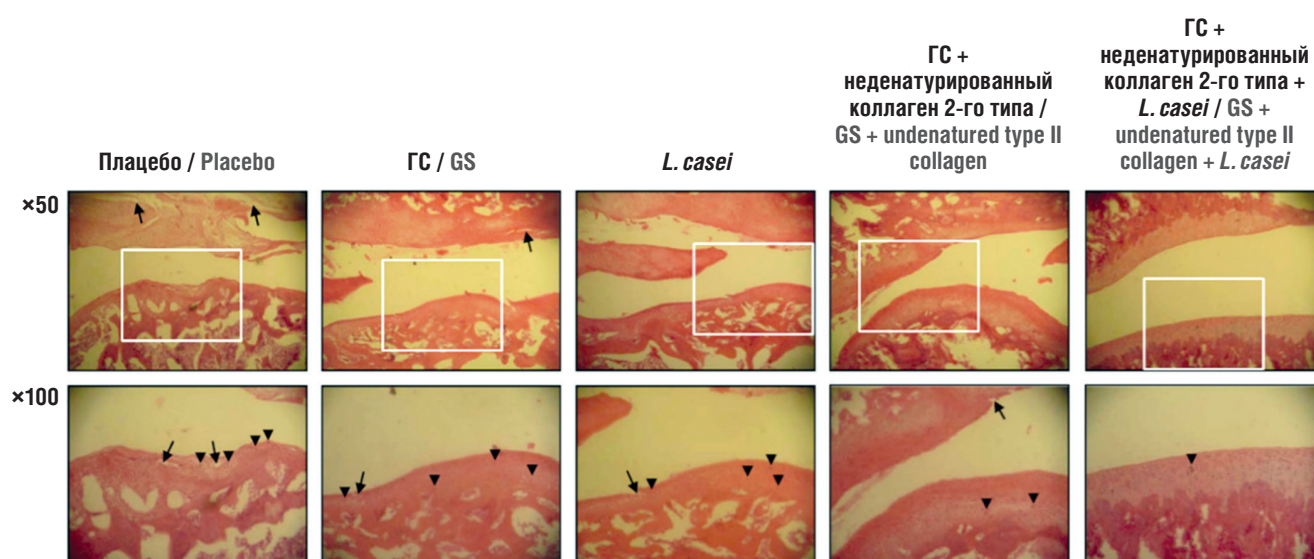 Плацебо / Placebo
ГС / GS
L. casei
ГС +
неденатурированный
коллаген 2-го типа /
GS + undenatured type II
collagen
ГС +
неденатурированный
коллаген 2-го типа +
L. casei / GS +
undenatured type II
collagen + L. casei
×50
×100